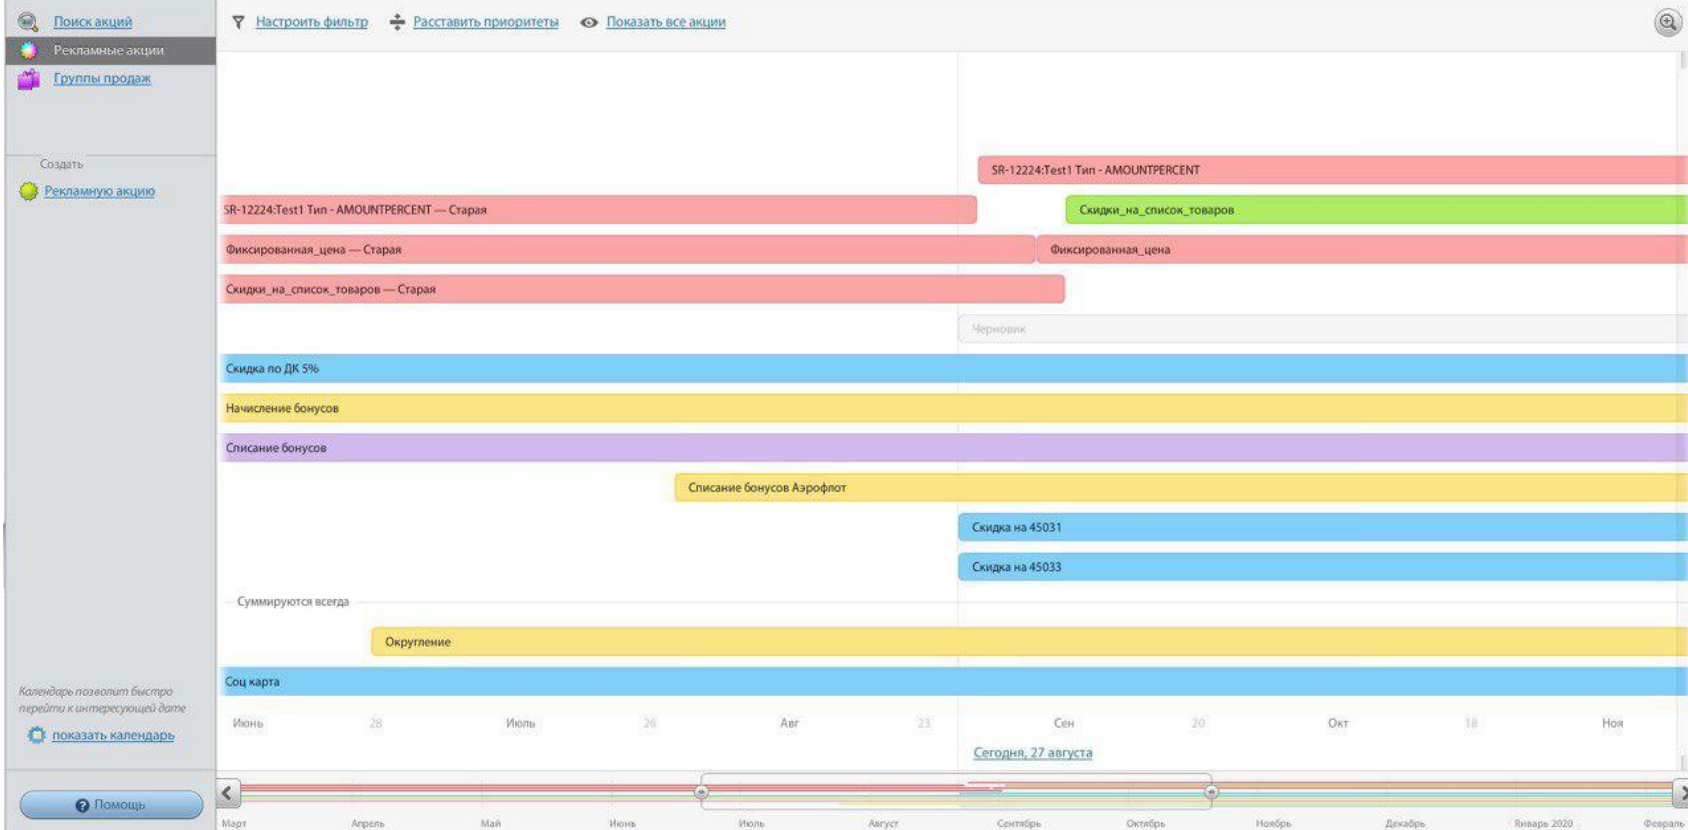 Поиск акций
Рекламные акции
Группы продаж
Создать
Рекламную акцию
Календарь позволит быстро
перейти к интересующей дате
показать календарь
Помощь
Настроить фильтр Расставить приоритеты Показать все акции
SR-12224:Test1 Тип - AMOUNTPERCENT
SR-12224:Test1 Тип - AMOUNTPERCENT — Старая Скидки_на_список_товаров
Фиксированная_цена — Старая Фиксированная_цена
Скидки_на_список_товаров — Старая
Черновик
Скидка по ДК 5%
Начисление бонусов
Списание бонусов
Списание бонусов Аэрофлот
Скидка на 45031
Скидка на 45033
Суммируются всегда
Округление
Соц карта
Июнь 28 Июль 26 Авг 23 Сен 20 Окт 18 Ноя
Сегодня, 27 августа
Март Апрель Май Июнь Июль Август Сентябрь Октябрь Ноябрь Декабрь Январь 2020 Февраль